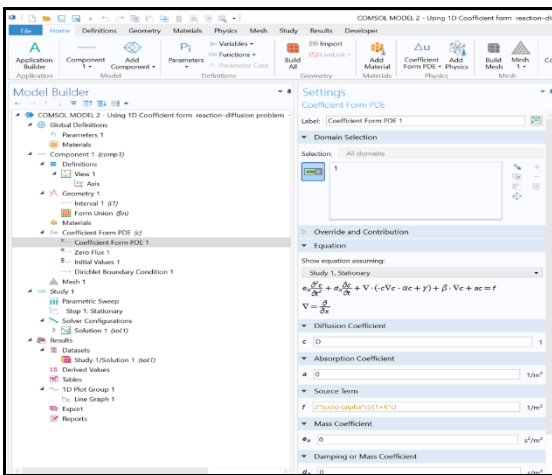 COMSOL MODEL 2 - Using 1D Coefficient form reaction-di
File Home Definitions Geometry Materials Physics Mesh Study Results Developer
Application Builder
Component 1
Add Component
Parameters
Variables
Functions
Parameter Case
Build All
Import
LiveLink
Add Material
Coefficient Form PDE
Add Physics
Build Mesh
Mesh 1
Application Model Definitions Geometry Materials Physics Mesh
Model Builder
COMSOL MODEL 2 - Using 1D Coefficient form reaction-diffusion problem
Global Definitions
Parameters 1
Materials
Component 1 (comp1)
Definitions
View 1
Axis
Geometry 1
Interval 1 (i1)
Form Union (fin)
Materials
Coefficient Form PDE (c)
Coefficient Form PDE 1
Zero Flux 1
Initial Values 1
Dirichlet Boundary Condition 1
Mesh 1
Study 1
Parametric Sweep
Step 1: Stationary
Solver Configurations
Solution 1 (sol1)
Results
Datasets
Study 1/Solution 1 (sol1)
Derived Values
Tables
1D Plot Group 1
Line Graph 1
Export
Reports
Settings
Coefficient Form PDE
Label: Coefficient Form PDE 1
Domain Selection
Selection: All domains
1
Override and Contribution
Equation
Show equation assuming:
Study 1, Stationary
e_a ∂²c/∂t² + d_a ∂c/∂t + ∇ · (-c∇c - αc + γ) + β · ∇c + ac = f
∇ = ∂/∂x
Diffusion Coefficient
c D 1
Absorption Coefficient
a 0 1/m²
Source Term
f 1/m²
Mass Coefficient
e_a 0 s²/m²
Damping or Mass Coefficient
d_a 0 s/m²